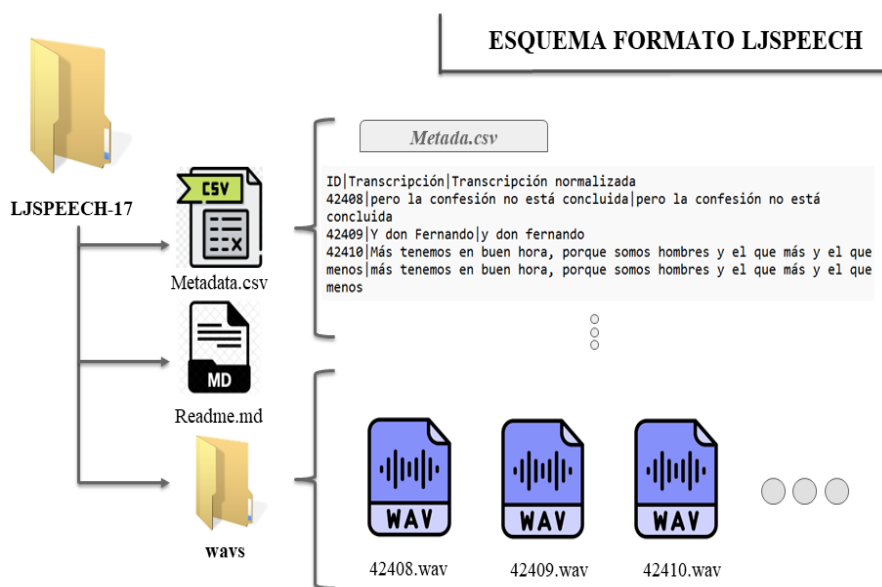 ESQUEMA FORMATO LJSPEECH
LJSPEECH-17
CSV
Metadata.csv
MD
Readme.md
wavs
Metada.csv
ID|Transcripción|Transcripción normalizada
42408|pero la confesión no está concluida|pero la confesión no está
concluida
42409|Y don Fernando|y don fernando
42410|Más tenemos en buen hora, porque somos hombres y el que más y el que
menos|más tenemos en buen hora, porque somos hombres y el que más y el que
menos
WAV
WAV
WAV
42408.wav
42409.wav
42410.wav